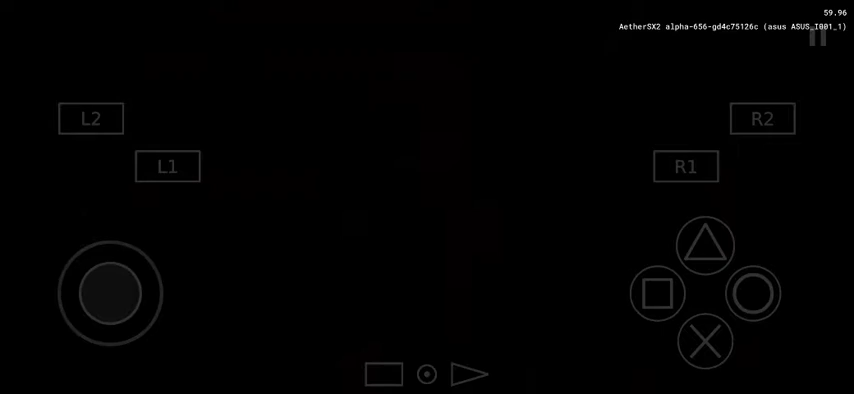 59.96
AetherSX2 alpha-656-gd4c75126c (asus ASUS_I001_1)
L2
R2
L1
R1